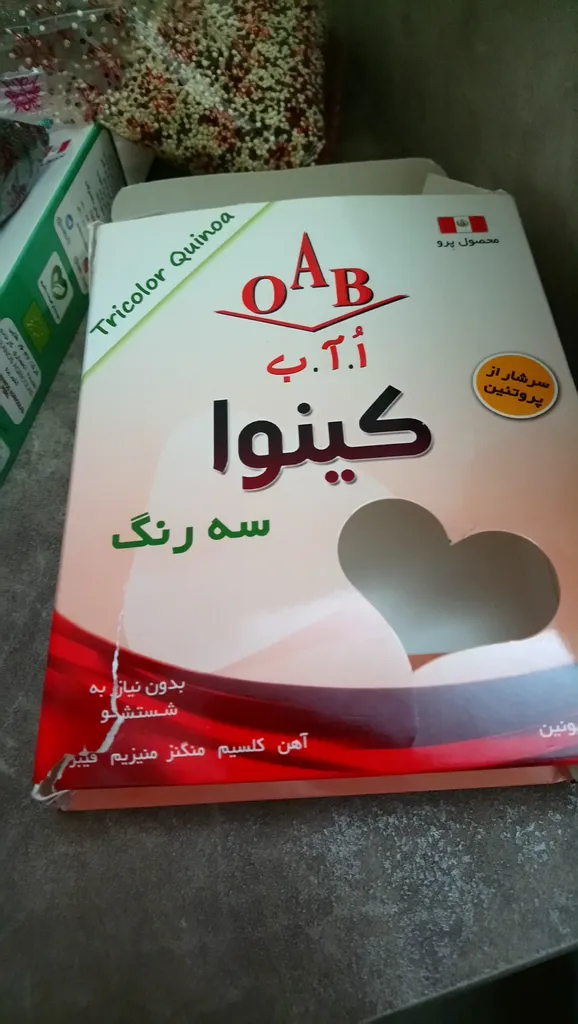 Tricolor Quinoa
محصول پرو
OAB
اُ.آ.ب
سرشار از
پروتئین
کینوا
سه رنگ
بدون نیاز به
شستشو
آهن کلسیم منگنز منیزیم فیبر